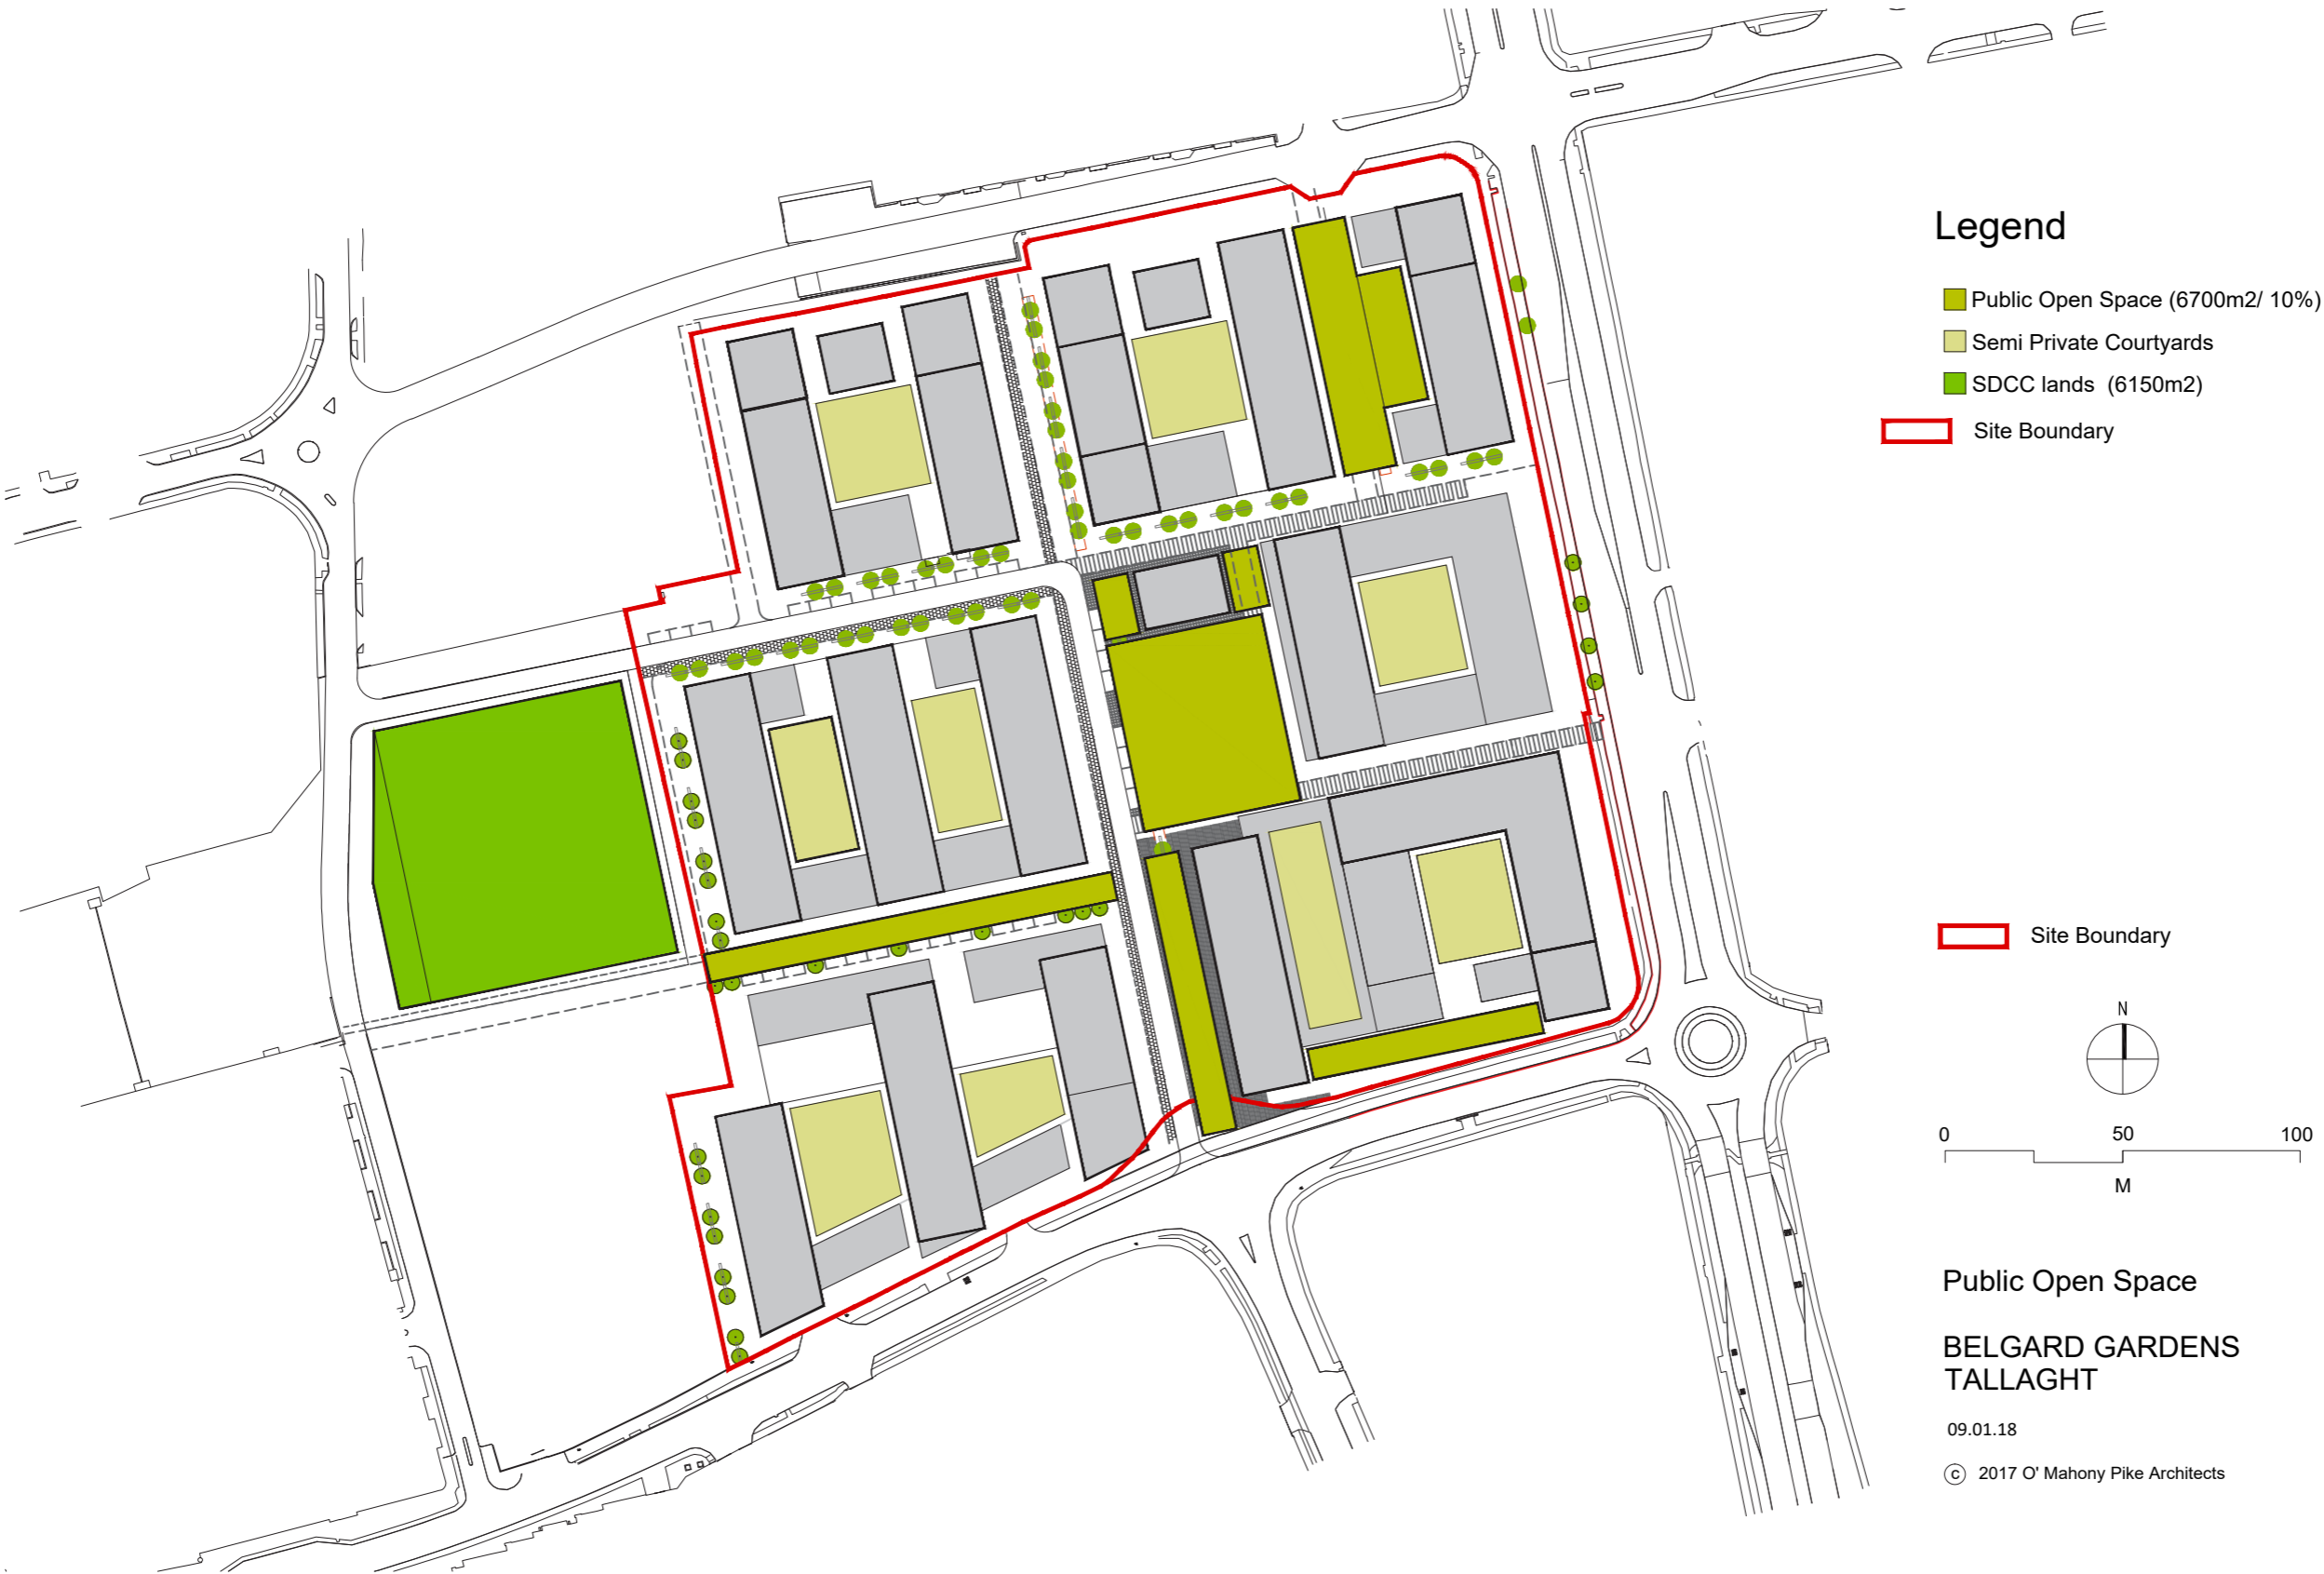 Legend
Public Open Space (6700m2/ 10%)
Semi Private Courtyards
SDCC lands (6150m2)
Site Boundary
Site Boundary
N
0 50 100
M
Public Open Space
BELGARD GARDENS
TALLAGHT
09.01.18
© 2017 O' Mahony Pike Architects